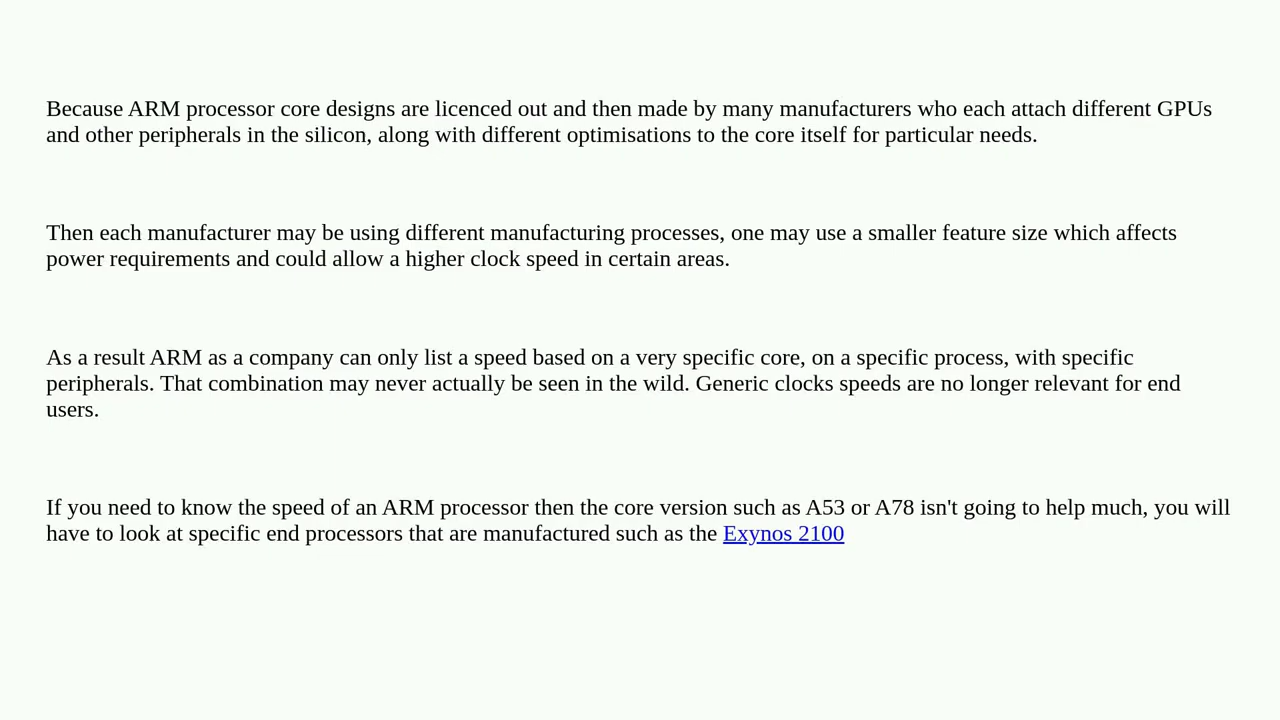 Because ARM processor core designs are licenced out and then made by many manufacturers who each attach different GPUs
and other peripherals in the silicon, along with different optimisations to the core itself for particular needs.
Then each manufacturer may be using different manufacturing processes, one may use a smaller feature size which affects
power requirements and could allow a higher clock speed in certain areas.
As a result ARM as a company can only list a speed based on a very specific core, on a specific process, with specific
peripherals. That combination may never actually be seen in the wild. Generic clocks speeds are no longer relevant for end
users.
If you need to know the speed of an ARM processor then the core version such as A53 or A78 isn't going to help much, you will
have to look at specific end processors that are manufactured such as the Exynos 2100